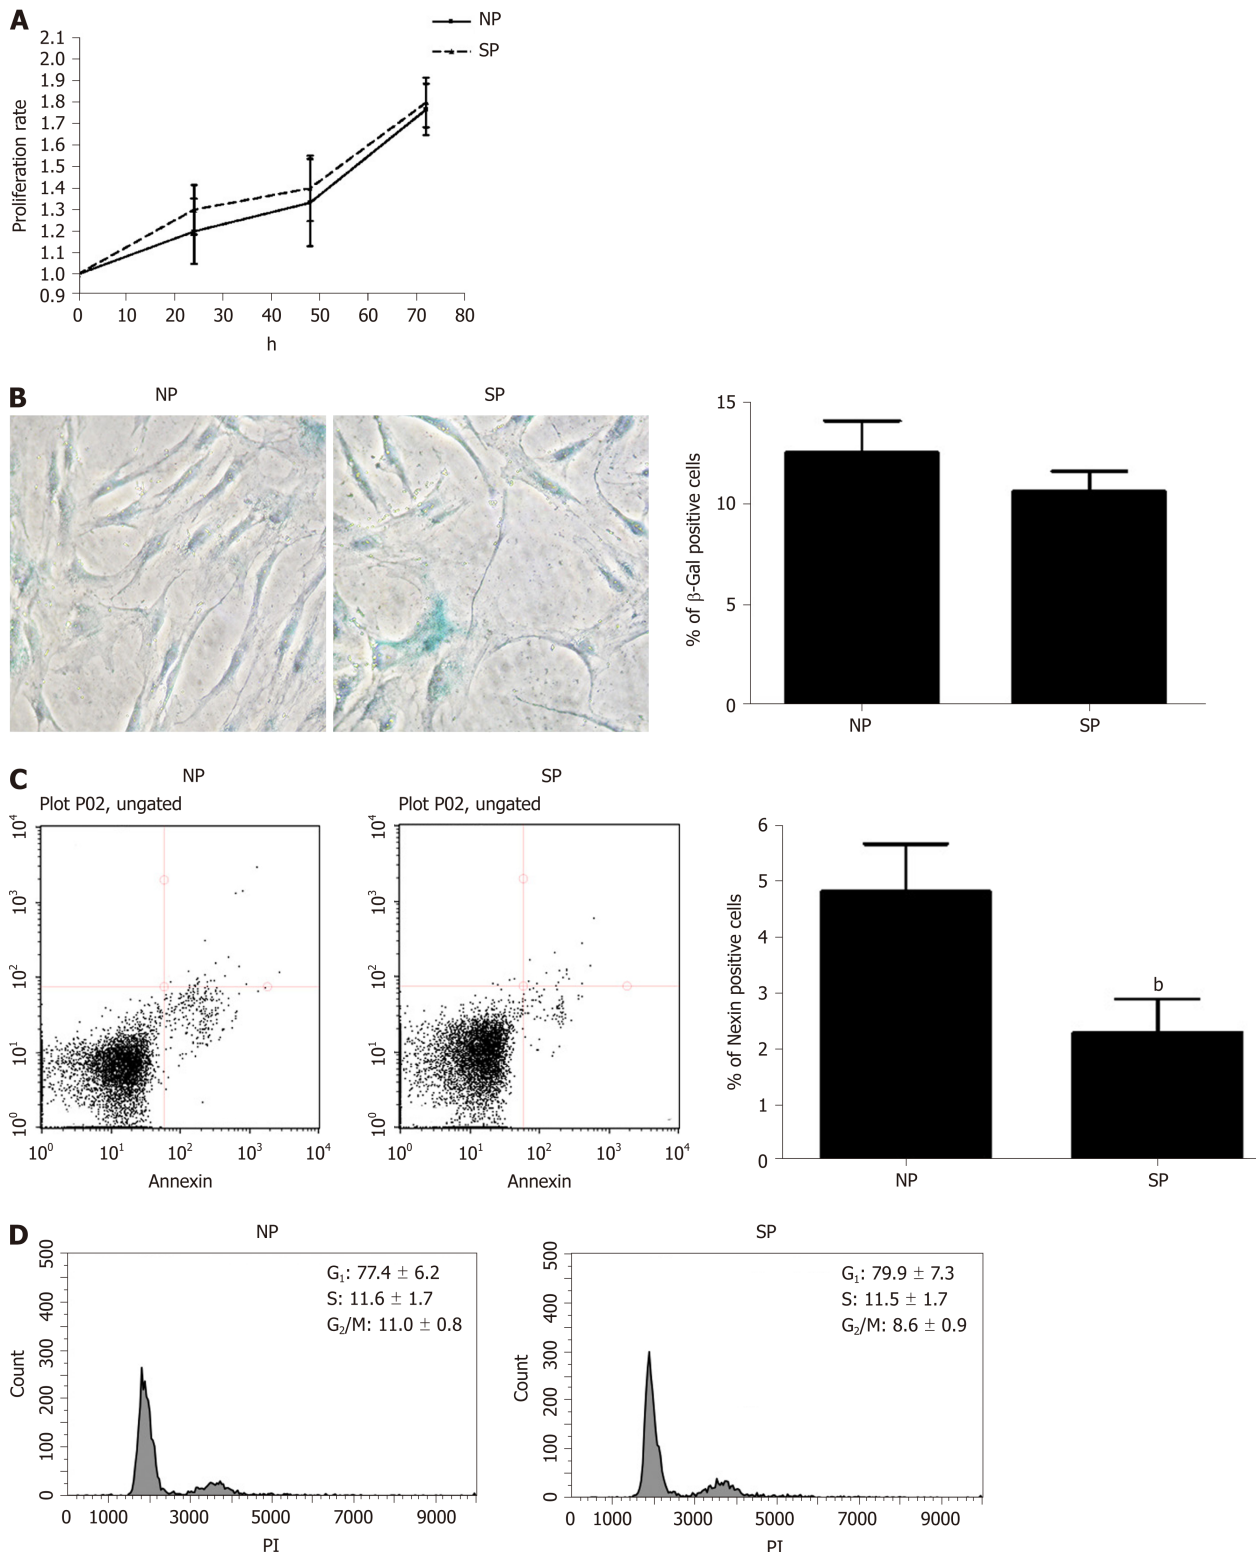 A
NP
SP
2.1
2.0
1.9
1.8
1.7
1.6
1.5
1.4
1.3
1.2
1.1
1.0
0.9
Proliferation rate
0 10 20 30 40 50 60 70 80
h
B
NP SP
15
10
5
0
% of β-Gal positive cells
NP SP
C
NP
Plot P02, ungated
10⁴
10³
10²
10¹
10⁰
10⁰ 10¹ 10² 10³ 10⁴
Annexin
SP
Plot P02, ungated
10⁴
10³
10²
10¹
10⁰
10⁰ 10¹ 10² 10³ 10⁴
Annexin
6
5
4
3
2
1
0
% of Nexin positive cells
b
NP SP
D
NP
500
400
300
200
100
0
Count
G₁: 77.4 ± 6.2
S: 11.6 ± 1.7
G₂/M: 11.0 ± 0.8
0 1000 3000 5000 7000 9000
PI
SP
500
400
300
200
100
0
Count
G₁: 79.9 ± 7.3
S: 11.5 ± 1.7
G₂/M: 8.6 ± 0.9
0 1000 3000 5000 7000 9000
PI